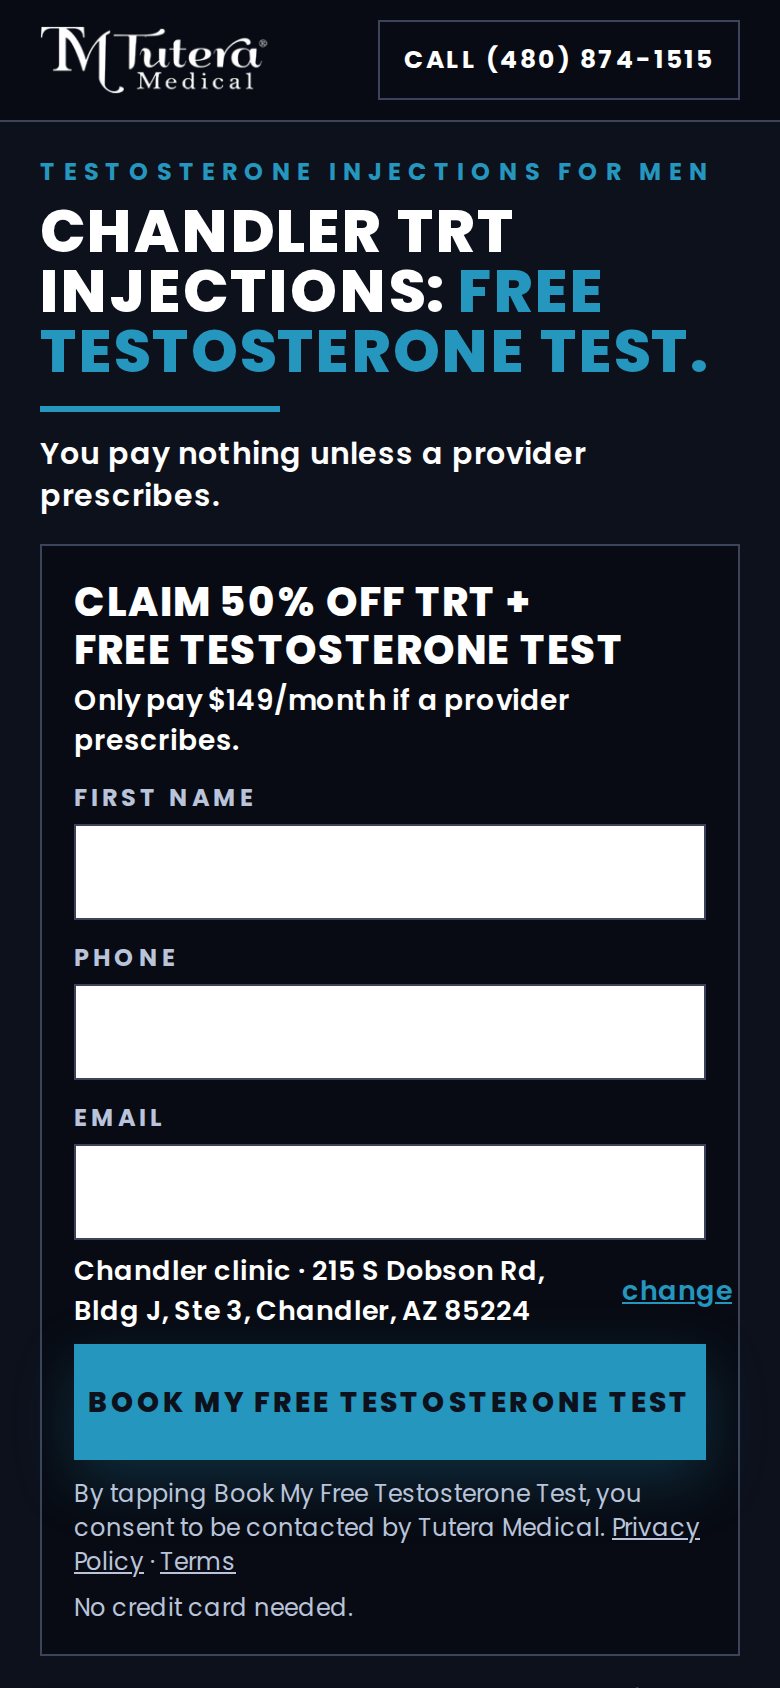 TM Tutera®
Medical
CALL (480) 874-1515
TESTOSTERONE INJECTIONS FOR MEN
CHANDLER TRT
INJECTIONS: FREE
TESTOSTERONE TEST.
You pay nothing unless a provider
prescribes.
CLAIM 50% OFF TRT +
FREE TESTOSTERONE TEST
Only pay $149/month if a provider
prescribes.
FIRST NAME
PHONE
EMAIL
Chandler clinic · 215 S Dobson Rd,
Bldg J, Ste 3, Chandler, AZ 85224
change
BOOK MY FREE TESTOSTERONE TEST
By tapping Book My Free Testosterone Test, you
consent to be contacted by Tutera Medical. Privacy
Policy · Terms
No credit card needed.